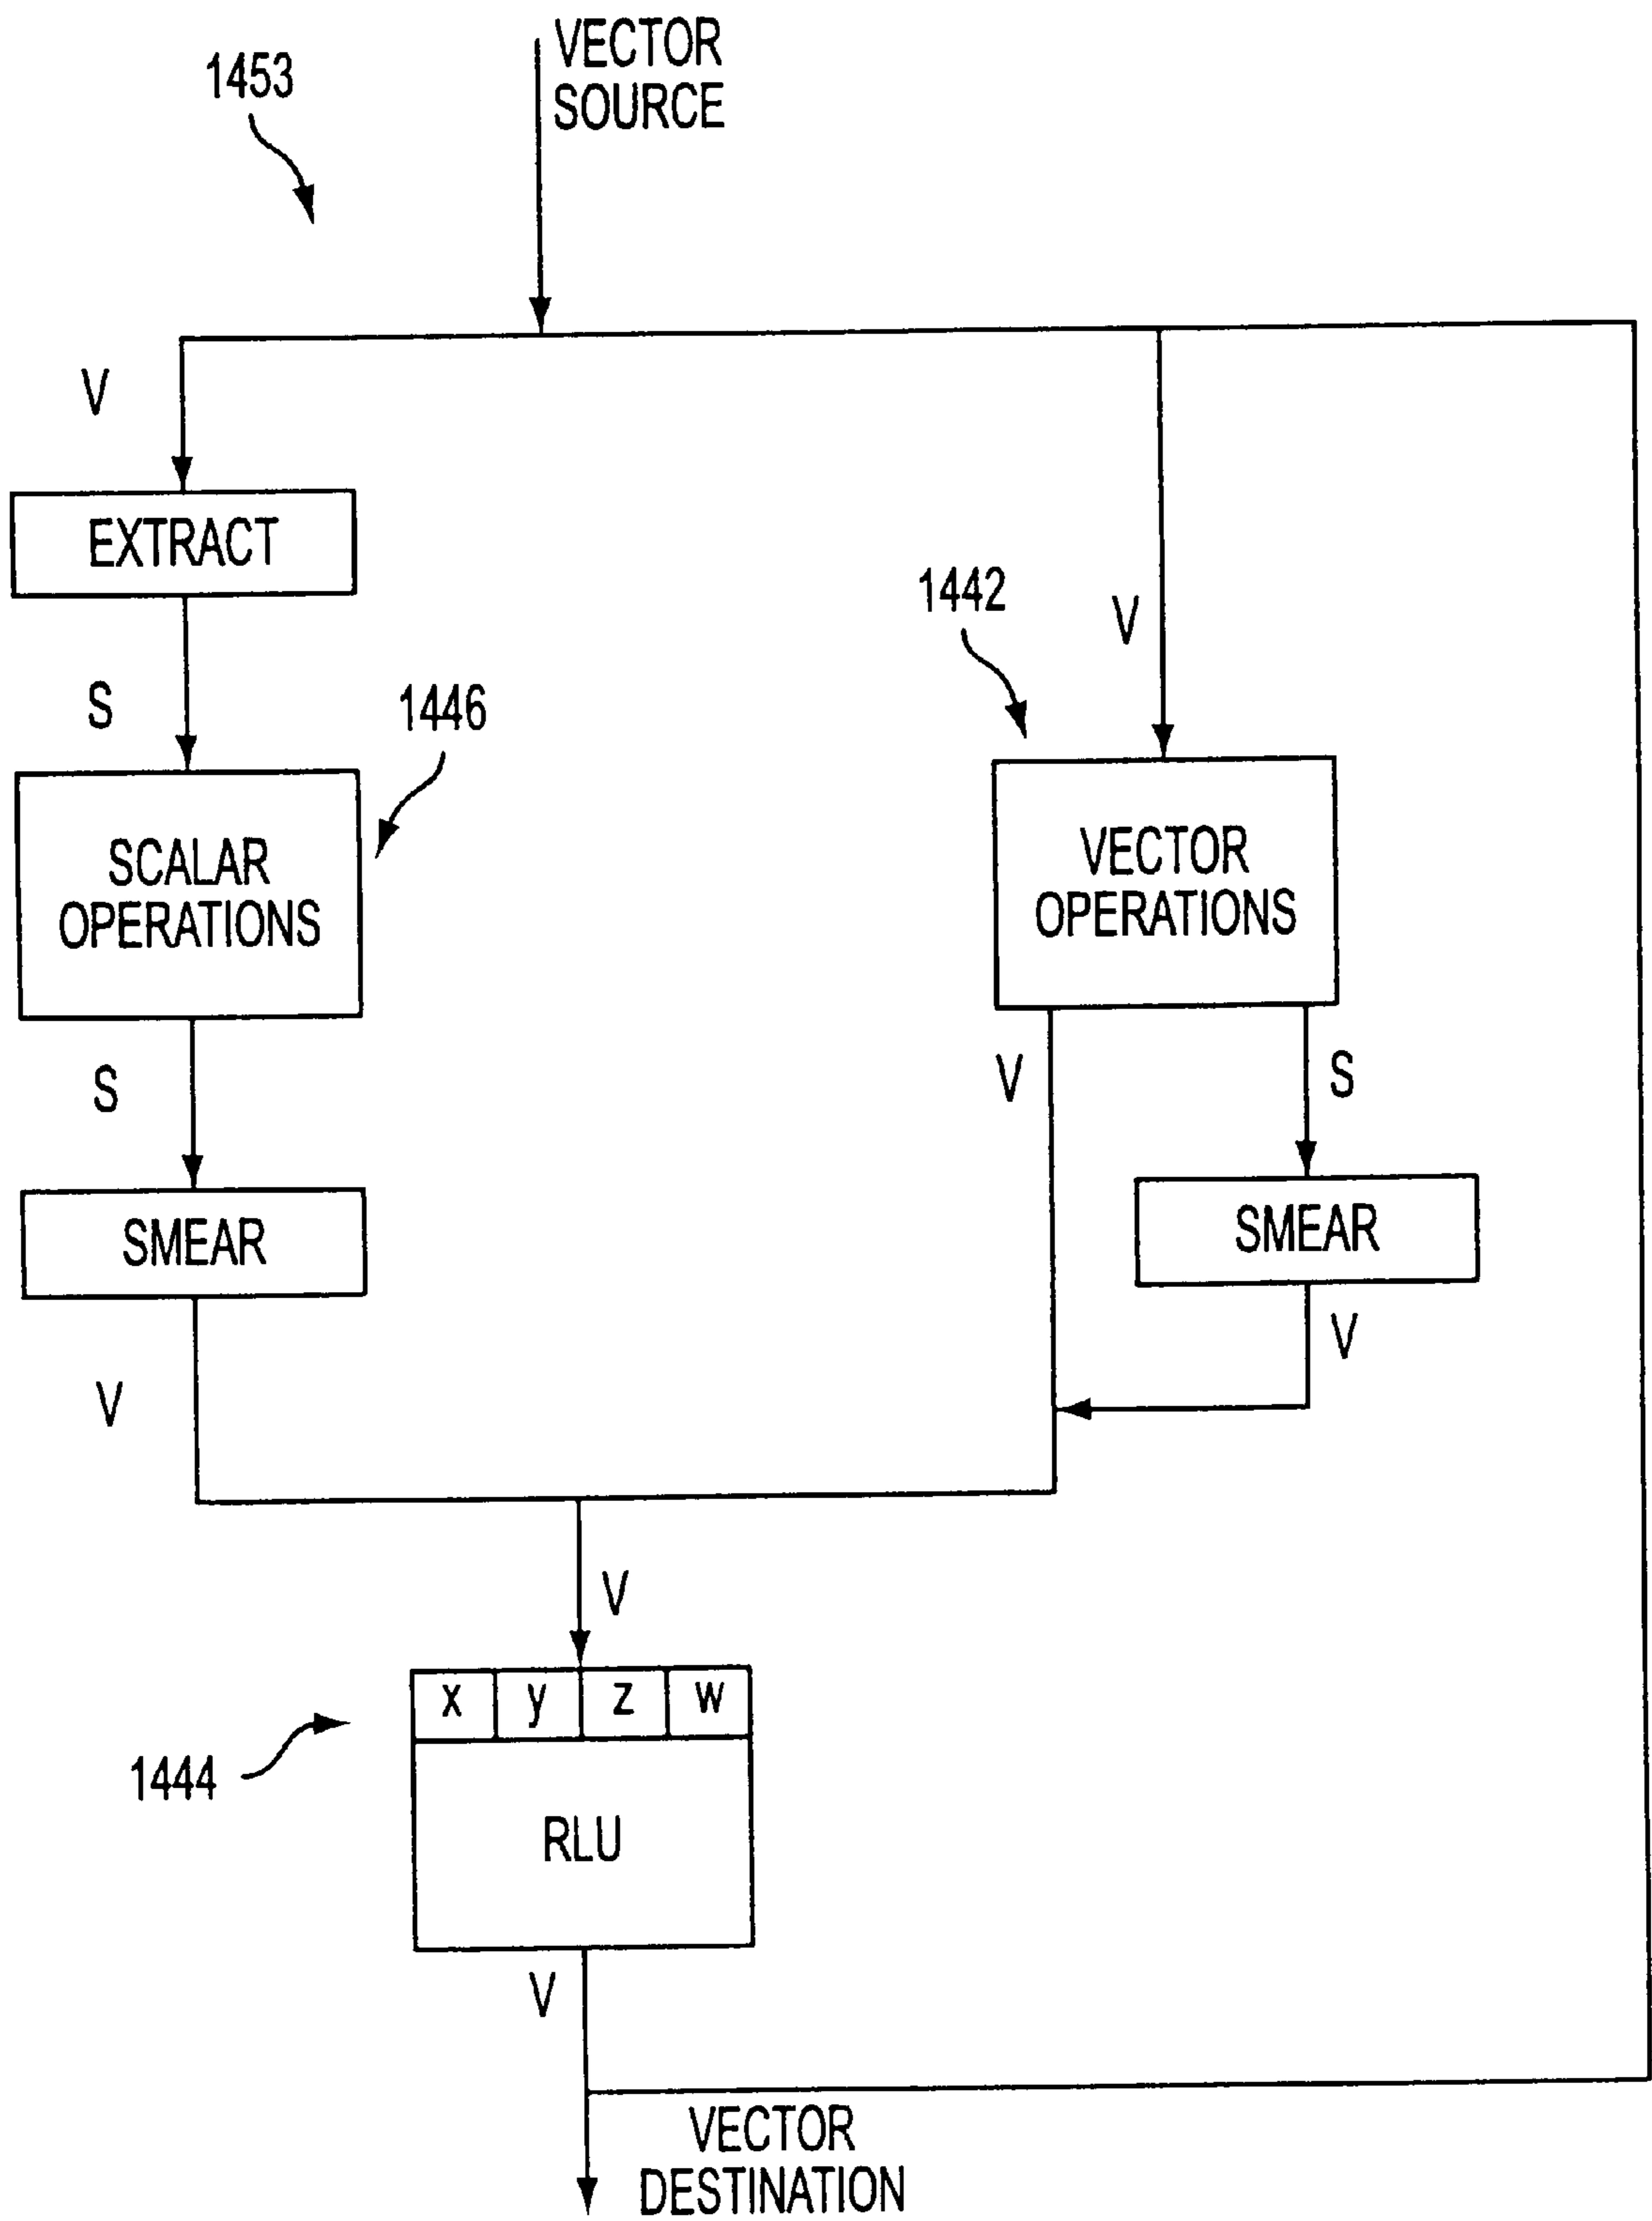 VECTOR
SOURCE
1453
V
EXTRACT
1442
V
S
1446
SCALAR
OPERATIONS
VECTOR
OPERATIONS
S
V
S
SMEAR
SMEAR
V
V
V
x y z w
1444
RLU
V
VECTOR
DESTINATION